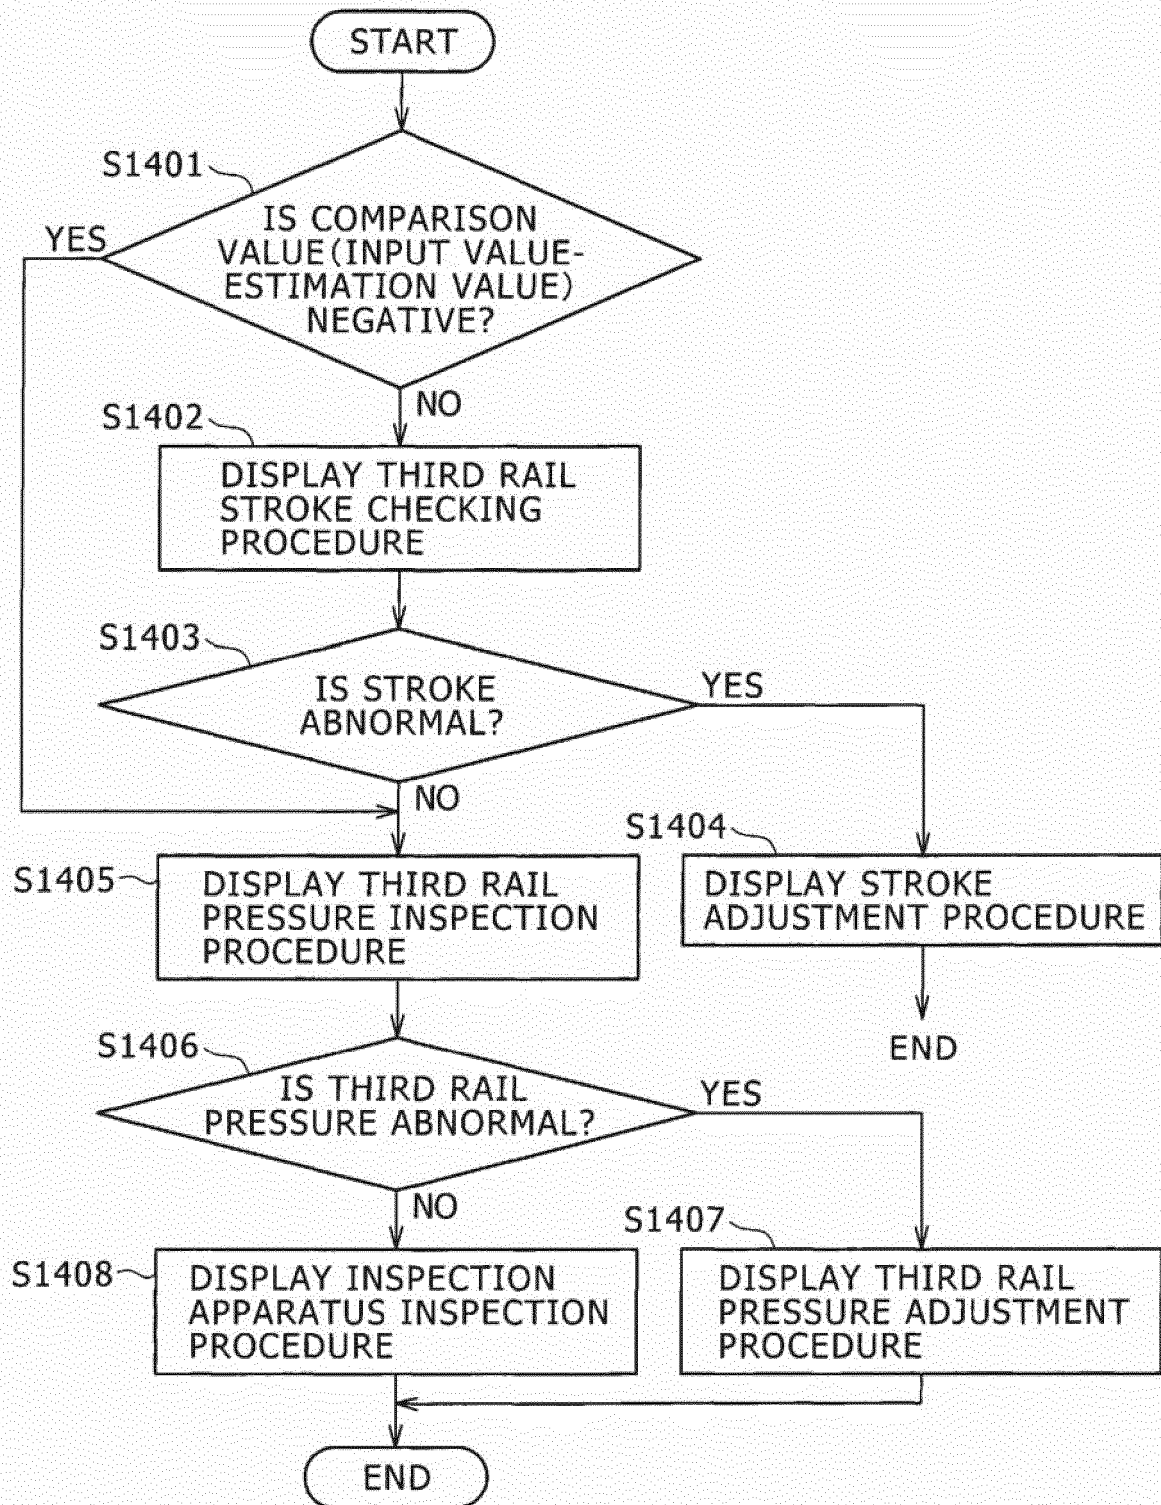 START
S1401
YES
IS COMPARISON
VALUE(INPUT VALUE-
ESTIMATION VALUE)
NEGATIVE?
NO
S1402
DISPLAY THIRD RAIL
STROKE CHECKING
PROCEDURE
S1403
IS STROKE
ABNORMAL?
YES
NO
S1404
DISPLAY STROKE
ADJUSTMENT PROCEDURE
END
S1405
DISPLAY THIRD RAIL
PRESSURE INSPECTION
PROCEDURE
S1406
IS THIRD RAIL
PRESSURE ABNORMAL?
YES
NO
S1407
DISPLAY THIRD RAIL
PRESSURE ADJUSTMENT
PROCEDURE
S1408
DISPLAY INSPECTION
APPARATUS INSPECTION
PROCEDURE
END